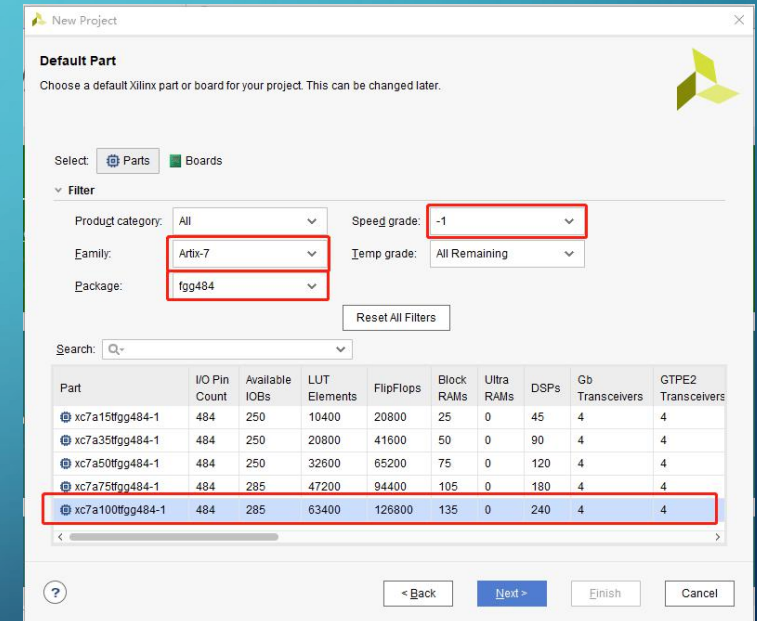 New Project
Default Part
Choose a default Xilinx part or board for your project. This can be changed later.
Select: Parts Boards
Filter
Product category: All Speed grade: -1
Family: Artix-7 Temp grade: All Remaining
Package: fgg484
Reset All Filters
Search: Q-
Part I/O Pin Count Available IOBs LUT Elements FlipFlops Block RAMs Ultra RAMs DSPs Gb Transceivers GTPE2 Transceivers
xc7a15tfgg484-1 484 250 10400 20800 25 0 45 4 4
xc7a35tfgg484-1 484 250 20800 41600 50 0 90 4 4
xc7a50tfgg484-1 484 250 32600 65200 75 0 120 4 4
xc7a75tfgg484-1 484 285 47200 94400 105 0 180 4 4
xc7a100tfgg484-1 484 285 63400 126800 135 0 240 4 4
? < Back Next > Finish Cancel